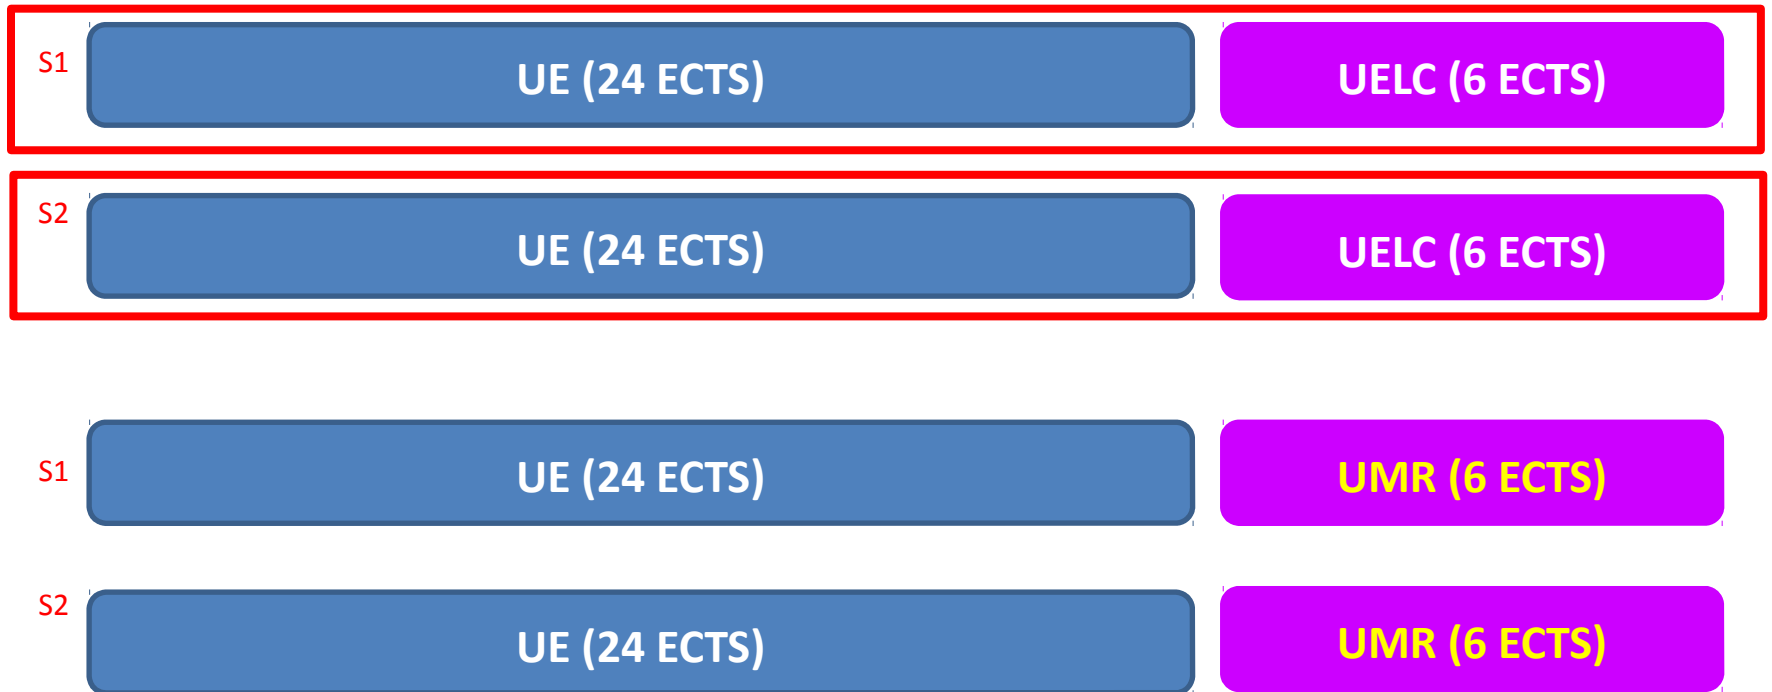 S1
UE (24 ECTS)
UELC (6 ECTS)
S2
UE (24 ECTS)
UELC (6 ECTS)
S1
UE (24 ECTS)
UMR (6 ECTS)
S2
UE (24 ECTS)
UMR (6 ECTS)